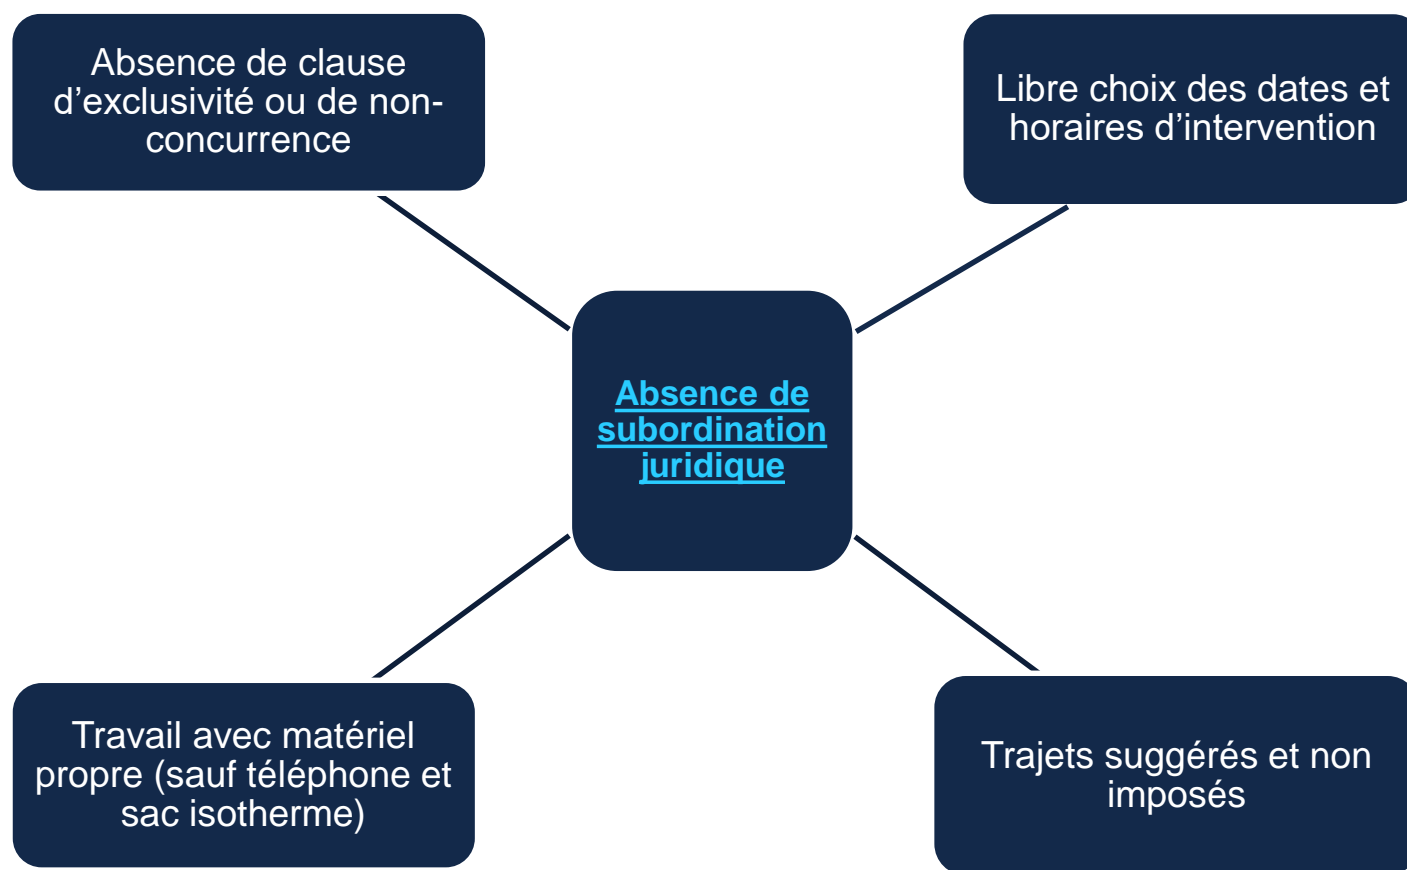 Absence de clause
d’exclusivité ou de non-
concurrence
Libre choix des dates et
horaires d’intervention
Absence de
subordination
juridique
Travail avec matériel
propre (sauf téléphone et
sac isotherme)
Trajets suggérés et non
imposés